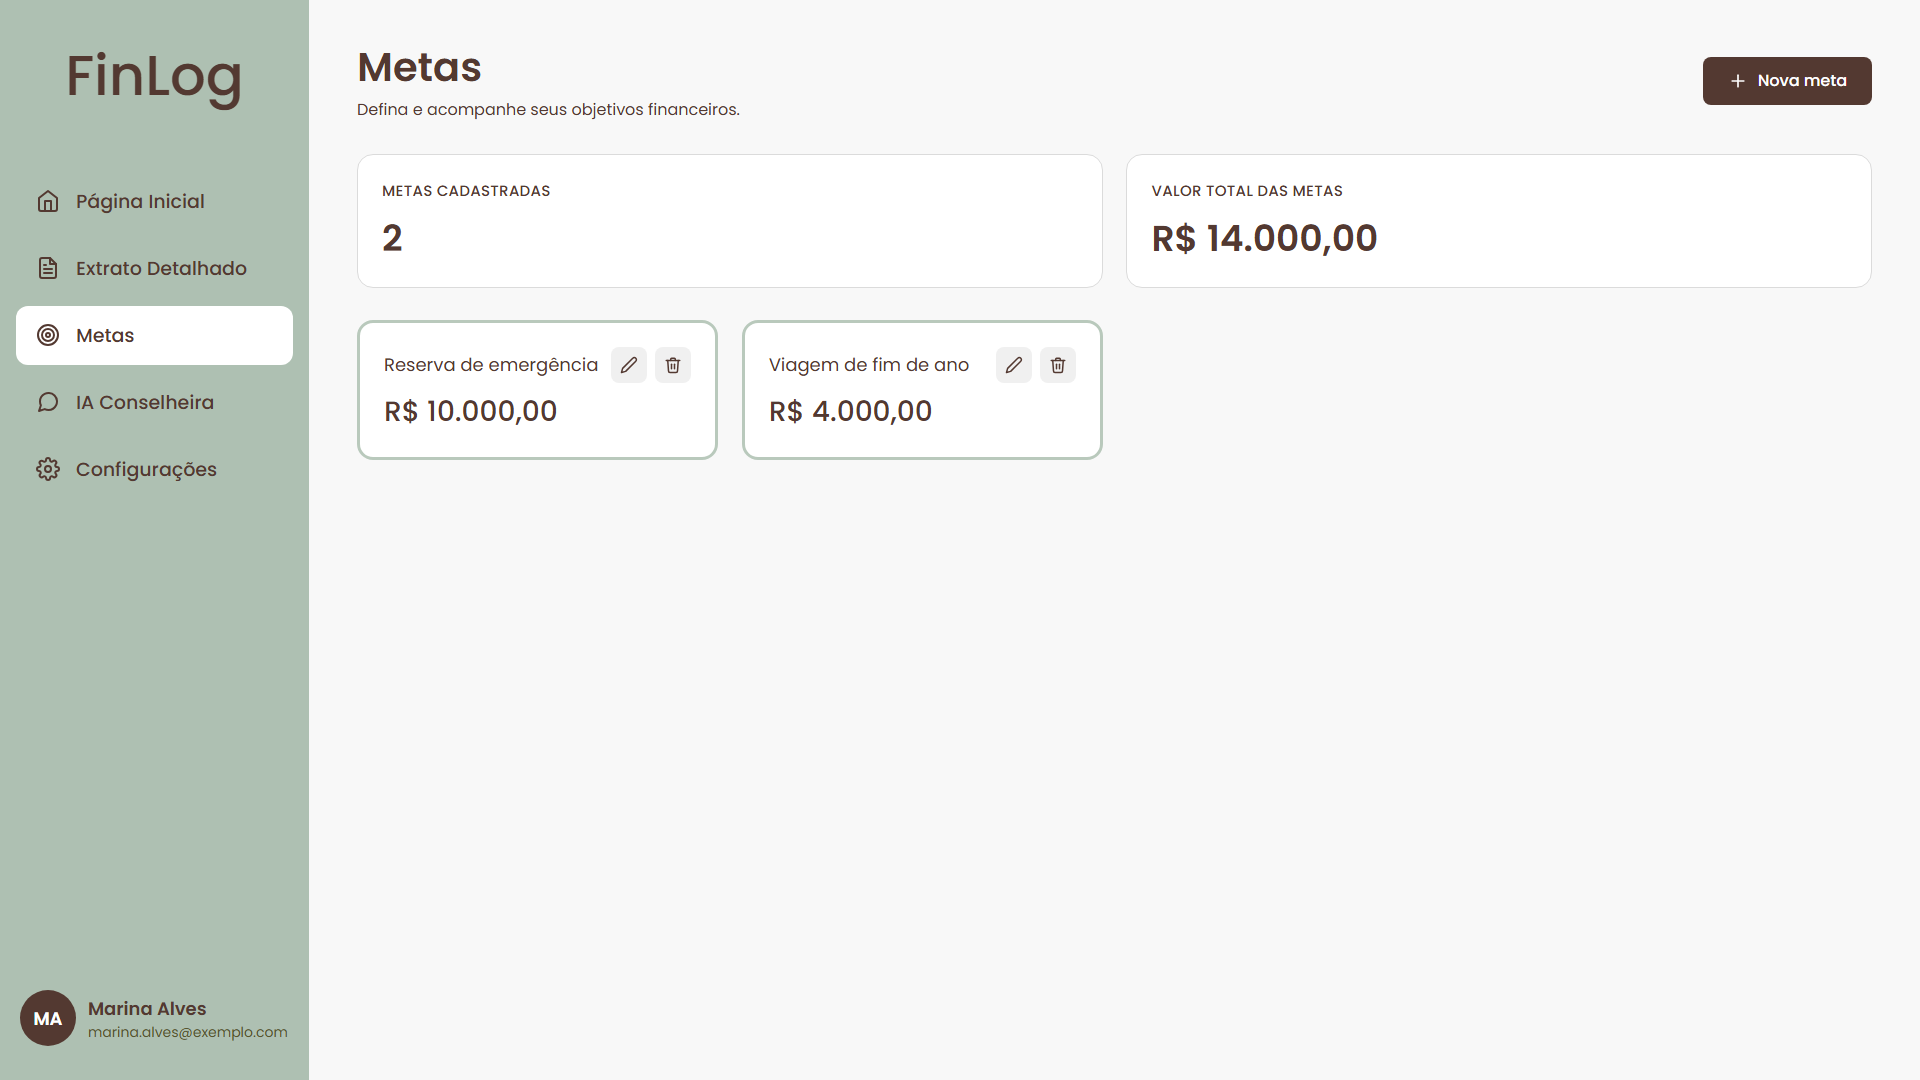 FinLog
Página Inicial
Extrato Detalhado
Metas
IA Conselheira
Configurações
MA
Marina Alves
marina.alves@exemplo.com
Metas
Defina e acompanhe seus objetivos financeiros.
Nova meta
METAS CADASTRADAS
2
VALOR TOTAL DAS METAS
R$ 14.000,00
Reserva de emergência
R$ 10.000,00
Viagem de fim de ano
R$ 4.000,00